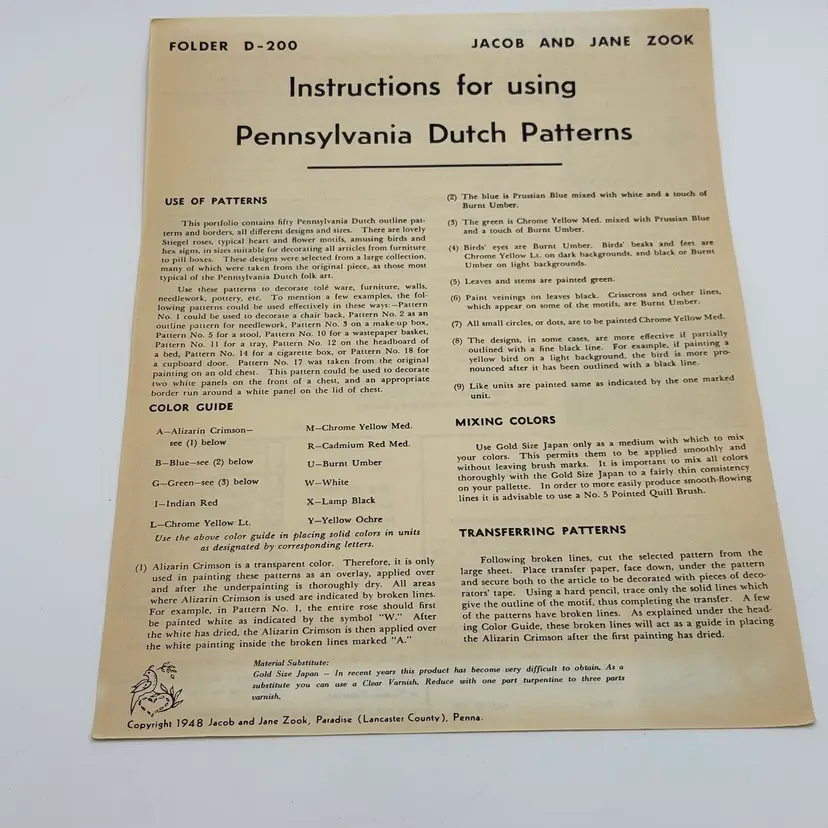 FOLDER D-200
JACOB AND JANE ZOOK
Instructions for using
Pennsylvania Dutch Patterns
USE OF PATTERNS
This portfolio contains fifty Pennsylvania Dutch outline pat-
terns and borders, all different designs and sizes. There are lovely
Stiegel roses, typical heart and flower motifs, amusing birds and
hex signs, in sizes suitable for decorating all articles from furniture
to pill boxes. These designs were selected from a large collection,
many of which were taken from the original piece, as those most
typical of the Pennsylvania Dutch folk art.
Use these patterns to decorate tolé ware, furniture, walls,
needlework, pottery, etc. To mention a few examples, the fol-
lowing patterns could be used effectively in these ways:—Pattern
No. 1 could be used to decorate a chair back, Pattern No. 2 as an
outline pattern for needlework, Pattern No. 3 on a make-up box,
Pattern No. 5 for a stool, Pattern No. 10 for a wastepaper basket,
Pattern No. 11 for a tray, Pattern No. 12 on the headboard of
a bed, Pattern No. 14 for a cigarette box, or Pattern No. 18 for
a cupboard door. Pattern No. 17 was taken from the original
painting on an old chest. This pattern could be used to decorate
two white panels on the front of a chest, and an appropriate
border run around a white panel on the lid of chest.
COLOR GUIDE
A—Alizarin Crimson—
see (1) below
B—Blue—see (2) below
G—Green—see (3) below
I—Indian Red
L—Chrome Yellow Lt.
M—Chrome Yellow Med.
R—Cadmium Red Med.
U—Burnt Umber
W—White
X—Lamp Black
Y—Yellow Ochre
Use the above color guide in placing solid colors in units
as designated by corresponding letters.
(1) Alizarin Crimson is a transparent color. Therefore, it is only
used in painting these patterns as an overlay, applied over
and after the underpainting is thoroughly dry. All areas
where Alizarin Crimson is used are indicated by broken lines.
For example, in Pattern No. 1, the entire rose should first
be painted white as indicated by the symbol "W." After
the white has dried, the Alizarin Crimson is then applied over
the white painting inside the broken lines marked "A."
(2) The blue is Prussian Blue mixed with white and a touch of
Burnt Umber.
(3) The green is Chrome Yellow Med. mixed with Prussian Blue
and a touch of Burnt Umber.
(4) Birds' eyes are Burnt Umber. Birds' beaks and feet are
Chrome Yellow Lt. on dark backgrounds, and black or Burnt
Umber on light backgrounds.
(5) Leaves and stems are painted green.
(6) Paint veinings on leaves black. Crisscross and other lines,
which appear on some of the motifs, are Burnt Umber.
(7) All small circles, or dots, are to be painted Chrome Yellow Med.
(8) The designs, in some cases, are more effective if partially
outlined with a fine black line. For example, if painting a
yellow bird on a light background, the bird is more pro-
nounced after it has been outlined with a black line.
(9) Like units are painted same as indicated by the one marked
unit.
MIXING COLORS
Use Gold Size Japan only as a medium with which to mix
your colors. This permits them to be applied smoothly and
without leaving brush marks. It is important to mix all colors
thoroughly with the Gold Size Japan to a fairly thin consistency
on your pallette. In order to more easily produce smooth-flowing
lines it is advisable to use a No. 5 Pointed Quill Brush.
TRANSFERRING PATTERNS
Following broken lines, cut the selected pattern from the
large sheet. Place transfer paper, face down, under the pattern
and secure both to the article to be decorated with pieces of deco-
rators' tape. Using a hard pencil, trace only the solid lines which
give the outline of the motif, thus completing the transfer. A few
of the patterns have broken lines. As explained under the head-
ing Color Guide, these broken lines will act as a guide in placing
the Alizarin Crimson after the first painting has dried.
Material Substitute:
Gold Size Japan — In recent years this product has become very difficult to obtain. As a
substitute you can use a Clear Varnish. Reduce with one part turpentine to three parts
varnish.
Copyright 1948 Jacob and Jane Zook, Paradise (Lancaster County), Penna.